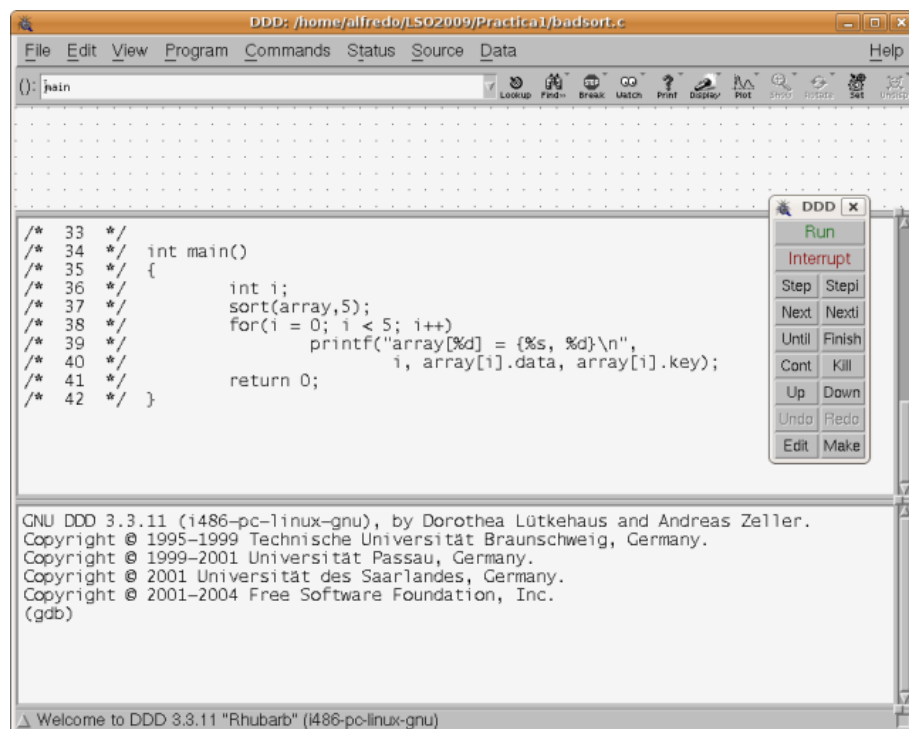 DDD: /home/alfredo/LSO2009/Practica1/badsort.c
File Edit View Program Commands Status Source Data Help
(): main
Lookup Find>> Break Watch Print Display Plot Set
DDD
Run
Interrupt
Step Stepi
Next Nexti
Until Finish
Cont Kill
Up Down
Undo Redo
Edit Make
/* 33 */
/* 34 */ int main()
/* 35 */ {
/* 36 */ int i;
/* 37 */ sort(array,5);
/* 38 */ for(i = 0; i < 5; i++)
/* 39 */ printf("array[%d] = {%s, %d}\n",
/* 40 */ i, array[i].data, array[i].key);
/* 41 */ return 0;
/* 42 */ }
GNU DDD 3.3.11 (i486-pc-linux-gnu), by Dorothea Lütkehaus and Andreas Zeller.
Copyright © 1995-1999 Technische Universität Braunschweig, Germany.
Copyright © 1999-2001 Universität Passau, Germany.
Copyright © 2001 Universität des Saarlandes, Germany.
Copyright © 2001-2004 Free Software Foundation, Inc.
(gdb)
Welcome to DDD 3.3.11 "Rhubarb" (i486-pc-linux-gnu)